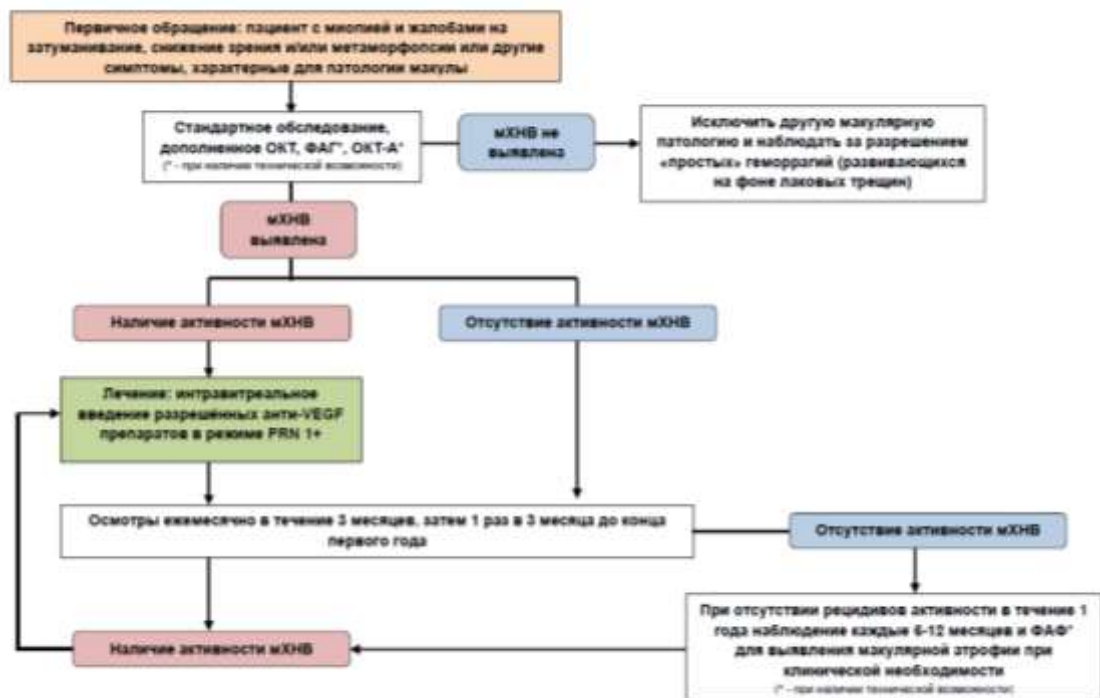 Первичное обращение: пациент с миопией и жалобами на
затуманивание, снижение зрения и/или метаморфопсии или другие
симптомы, характерные для патологии макулы
Стандартное обследование,
дополненное ОКТ, ФАГ*, ОКТ-А*
(* - при наличии технической возможности)
мХНВ не
выявлена
Исключить другую макулярную
патологию и наблюдать за разрешением
«простых» геморрагий (развивающихся
на фоне лаковых трещин)
мХНВ
выявлена
Наличие активности мХНВ
Отсутствие активности мХНВ
Лечение: интравитреальное
введение разрешённых анти-VEGF
препаратов в режиме PRN 1+
Осмотры ежемесячно в течение 3 месяцев, затем 1 раз в 3 месяца до конца
первого года
Отсутствие активности мХНВ
При отсутствии рецидивов активности в течение 1
года наблюдение каждые 6-12 месяцев и ФАФ*
для выявления макулярной атрофии при
клинической необходимости
(* - при наличии технической возможности)
Наличие активности мХНВ